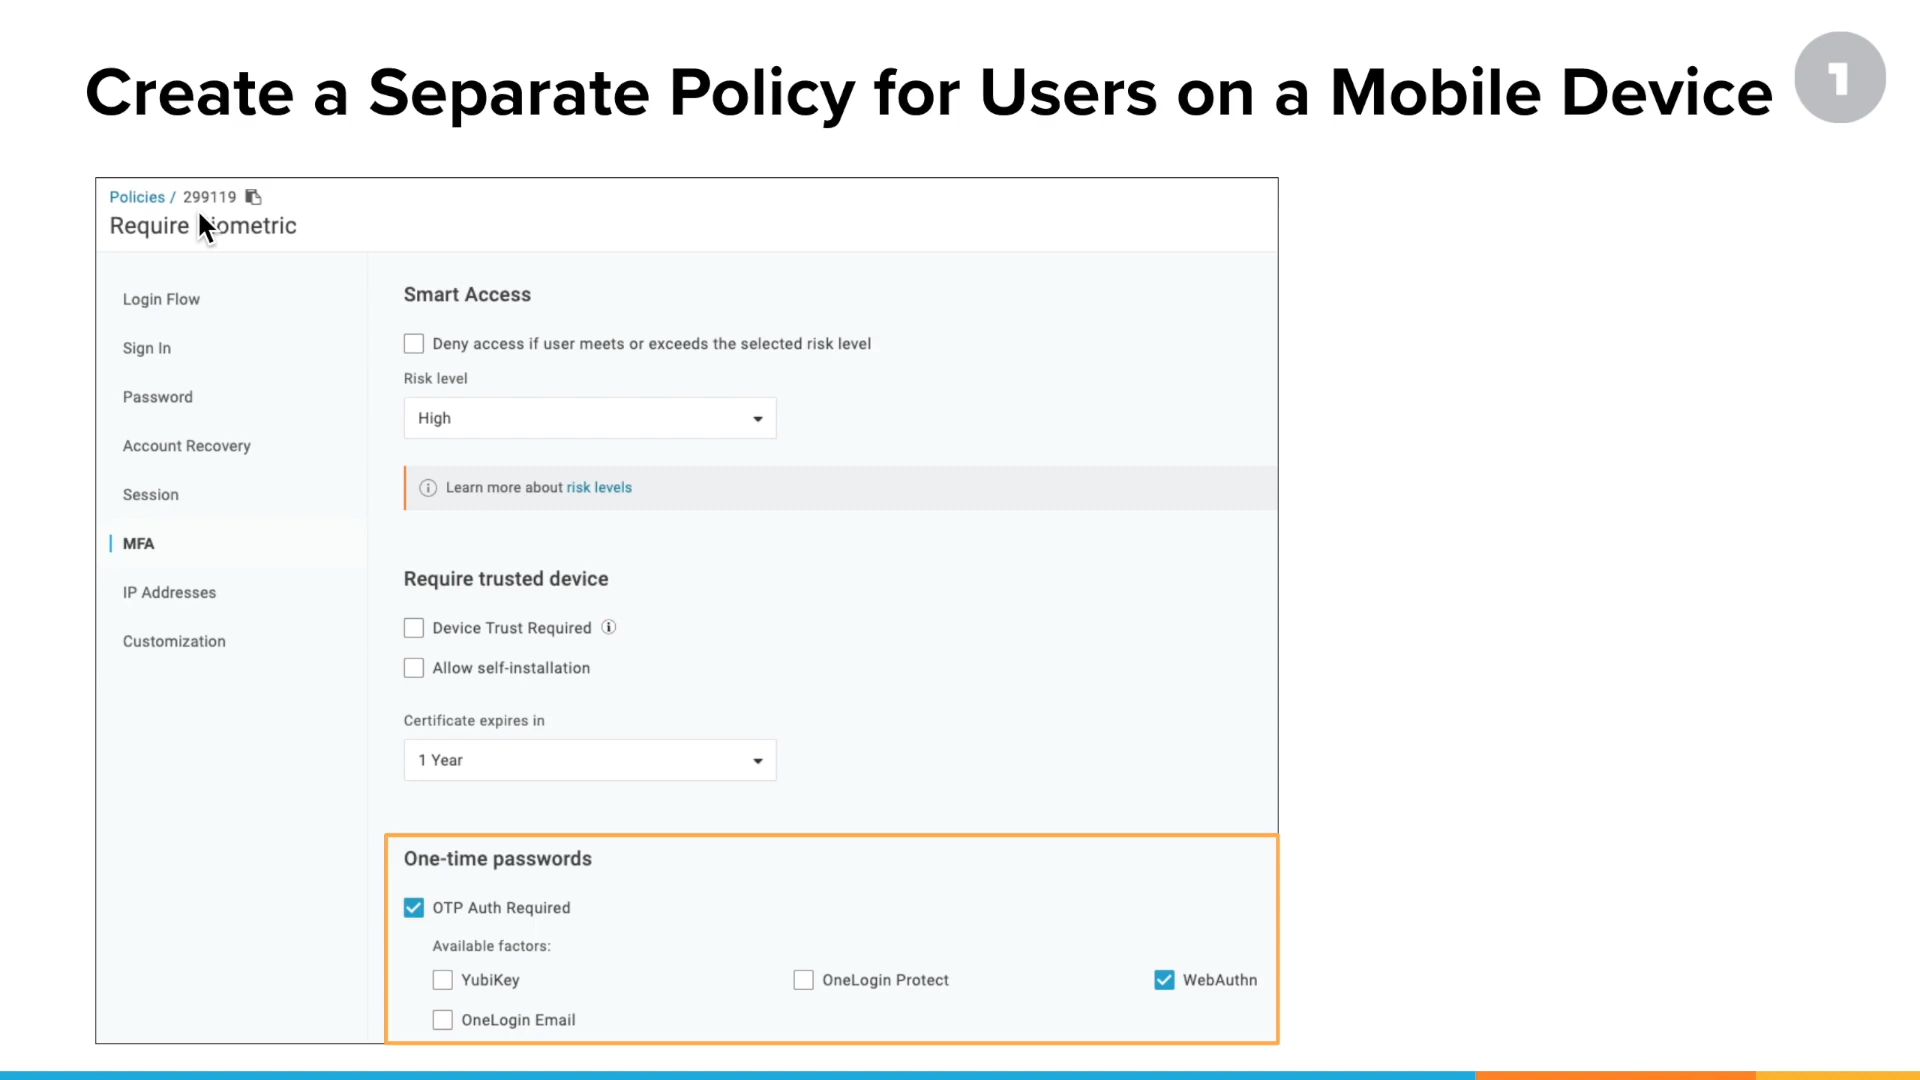 Create a Separate Policy for Users on a Mobile Device
1
Policies / 299119
Require ometric
Login Flow
Sign In
Password
Account Recovery
Session
MFA
IP Addresses
Customization
Smart Access
Deny access if user meets or exceeds the selected risk level
Risk level
High
Learn more about risk levels
Require trusted device
Device Trust Required
Allow self-installation
Certificate expires in
1 Year
One-time passwords
OTP Auth Required
Available factors:
YubiKey
OneLogin Protect
WebAuthn
OneLogin Email